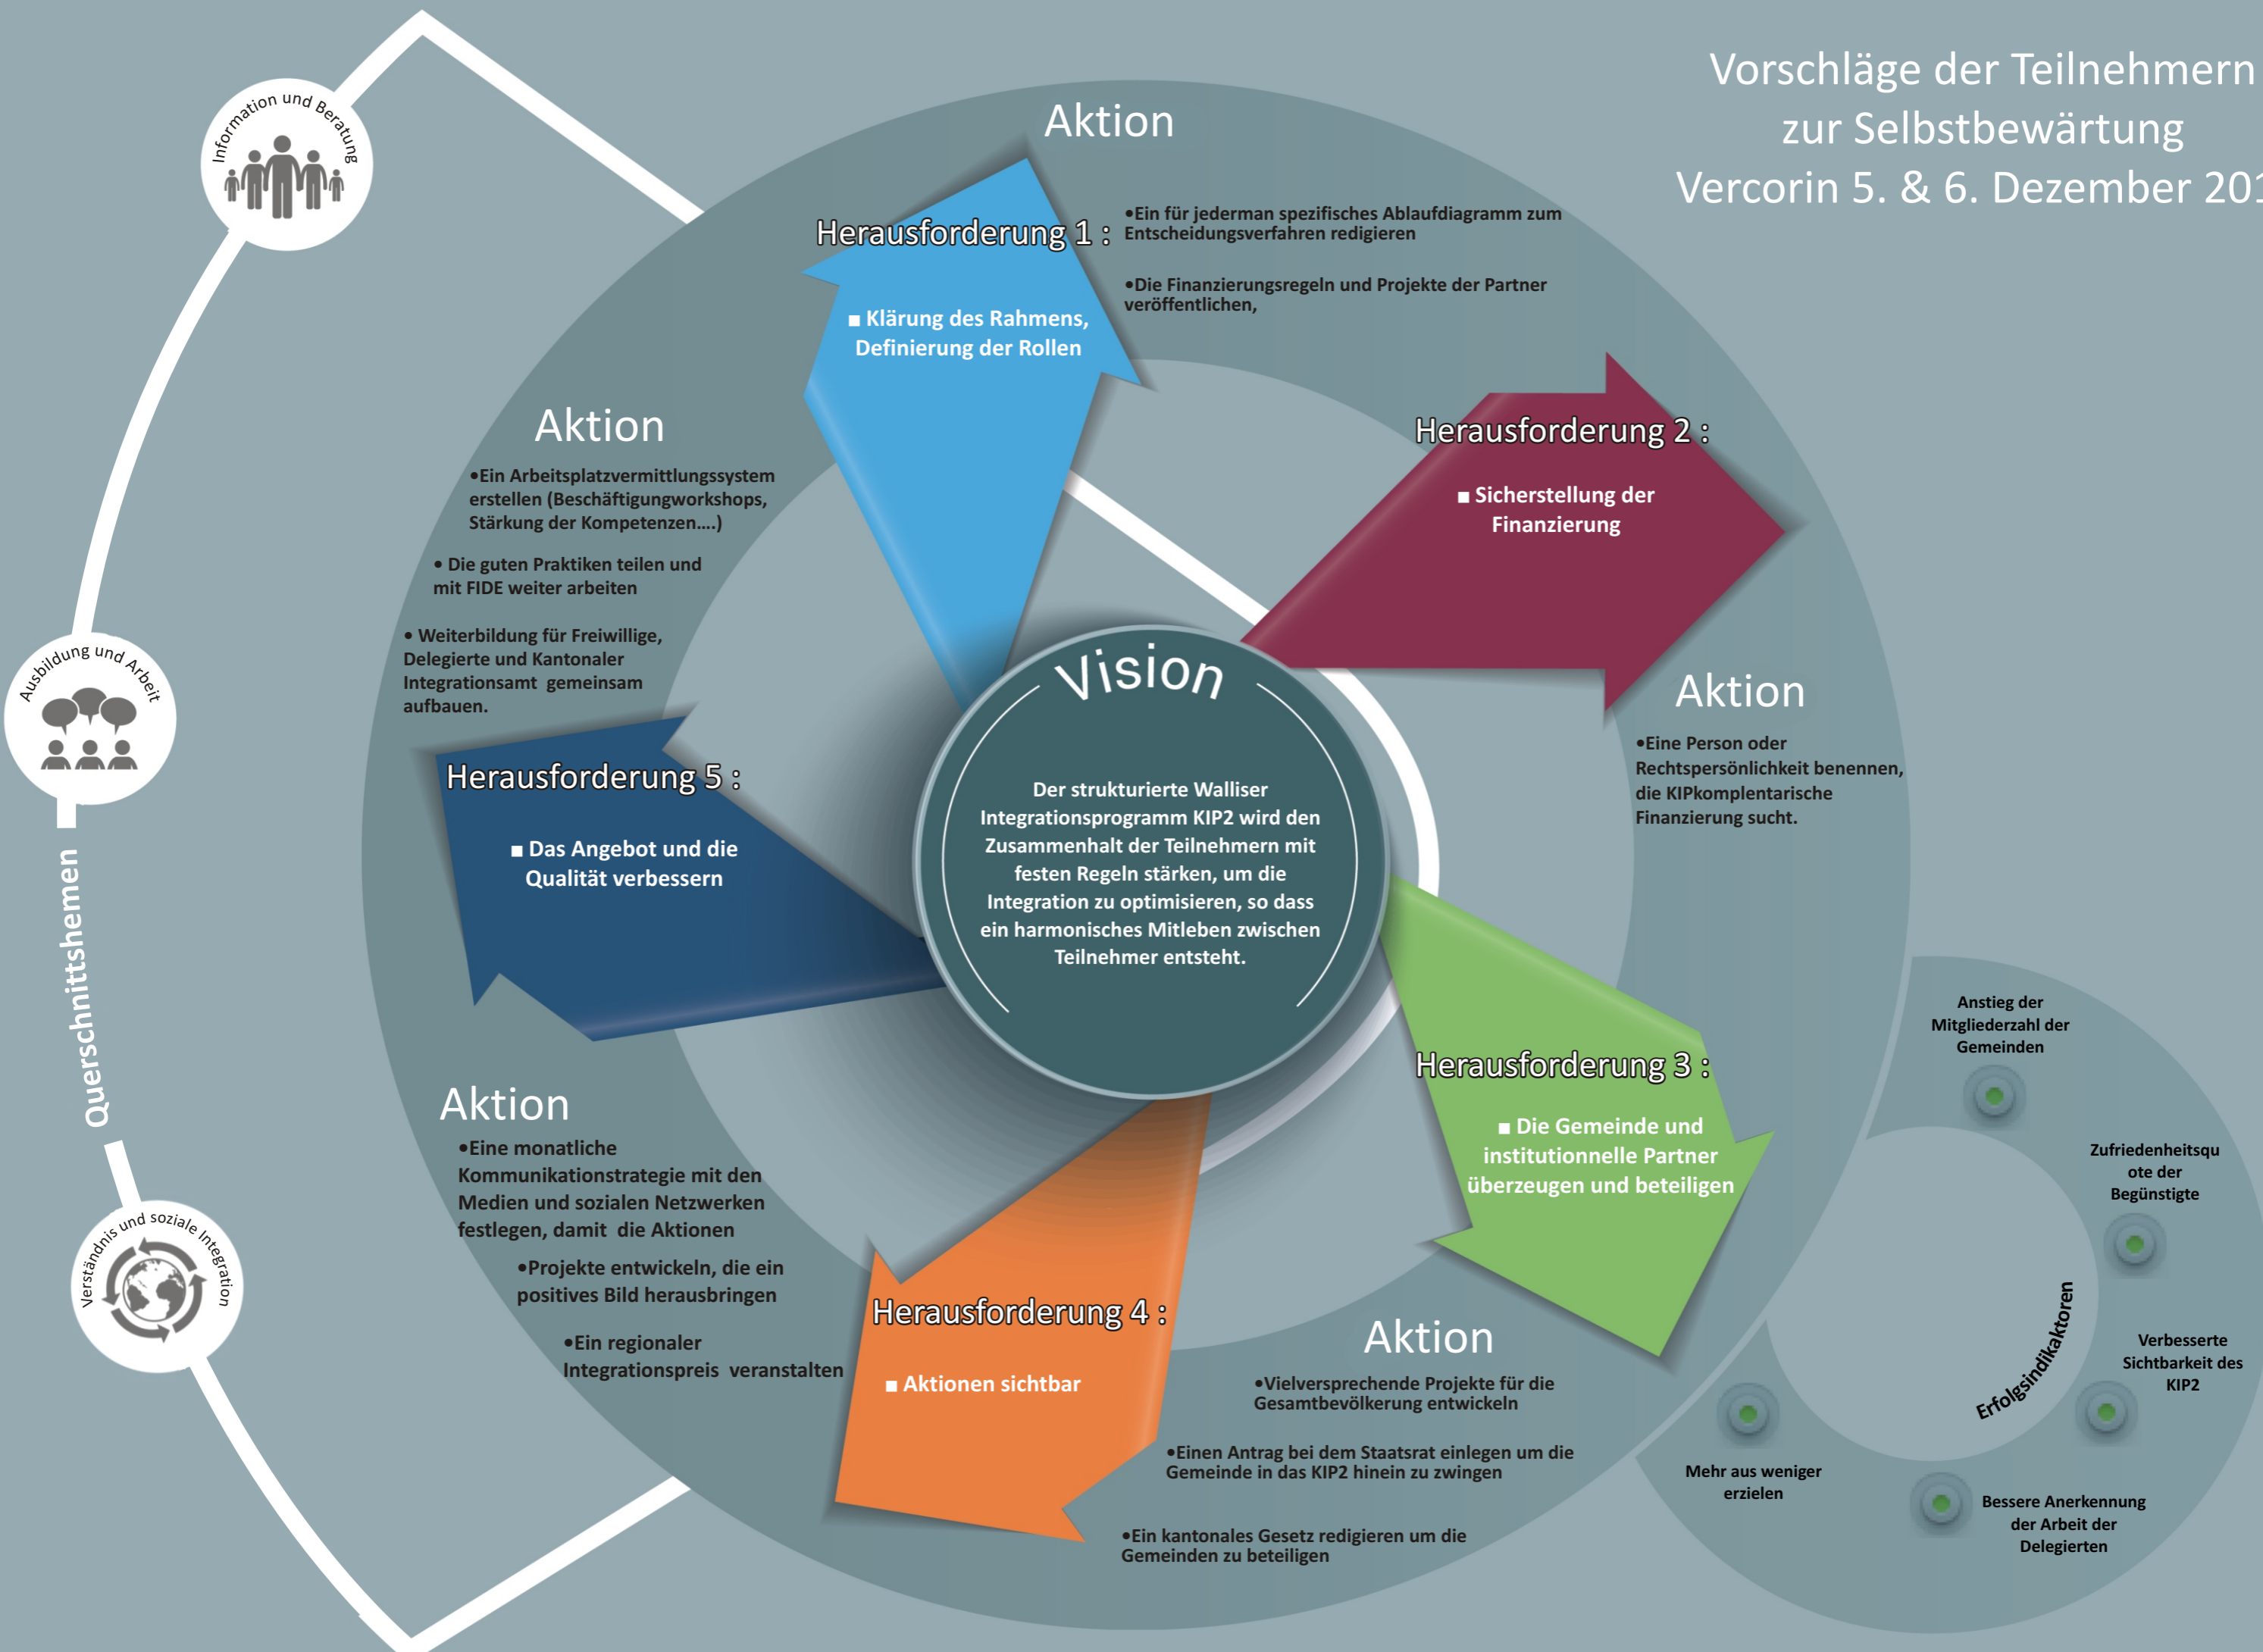 Vorschläge der Teilnehmern
zur Selbstbewärtung
Vercorin 5. & 6. Dezember
Information und Beratung
Ausbildung und Arbeit
Querschnittshemen
Verständnis und soziale Integration
Aktion
Herausforderung 1 :
■ Klärung des Rahmens,
Definierung der Rollen
•Ein für jederman spezifisches Ablaufdiagramm zum
Entscheidungsverfahren redigieren
•Die Finanzierungsregeln und Projekte der Partner
veröffentlichen,
Herausforderung 2 :
■ Sicherstellung der
Finanzierung
Aktion
•Eine Person oder
Rechtspersönlichkeit benennen,
die KIPkomplentarische
Finanzierung sucht.
Vision
Der strukturierte Walliser
Integrationsprogramm KIP2 wird den
Zusammenhalt der Teilnehmern mit
festen Regeln stärken, um die
Integration zu optimisieren, so dass
ein harmonisches Mitleben zwischen
Teilnehmer entsteht.
Herausforderung 3 :
■ Die Gemeinde und
institutionnelle Partner
überzeugen und beteiligen
Aktion
•Vielversprechende Projekte für die
Gesamtbevölkerung entwickeln
•Einen Antrag bei dem Staatsrat einlegen um die
Gemeinde in das KIP2 hinein zu zwingen
•Ein kantonales Gesetz redigieren um die
Gemeinden zu beteiligen
Herausforderung 4 :
■ Aktionen sichtbar
Aktion
•Eine monatliche
Kommunikationstrategie mit den
Medien und sozialen Netzwerken
festlegen, damit die Aktionen
•Projekte entwickeln, die ein
positives Bild herausbringen
•Ein regionaler
Integrationspreis veranstalten
Herausforderung 5 :
■ Das Angebot und die
Qualität verbessern
Aktion
•Ein Arbeitsplatzvermittlungssystem
erstellen (Beschäftigungworkshops,
Stärkung der Kompetenzen....)
• Die guten Praktiken teilen und
mit FIDE weiter arbeiten
• Weiterbildung für Freiwillige,
Delegierte und Kantonaler
Integrationsamt gemeinsam
aufbauen.
Erfolgsindikaktoren
Anstieg der
Mitgliederzahl der
Gemeinden
Zufriedenheitsqu
ote der
Begünstigte
Verbesserte
Sichtbarkeit des
KIP2
Bessere Anerkennung
der Arbeit der
Delegierten
Mehr aus weniger
erzielen